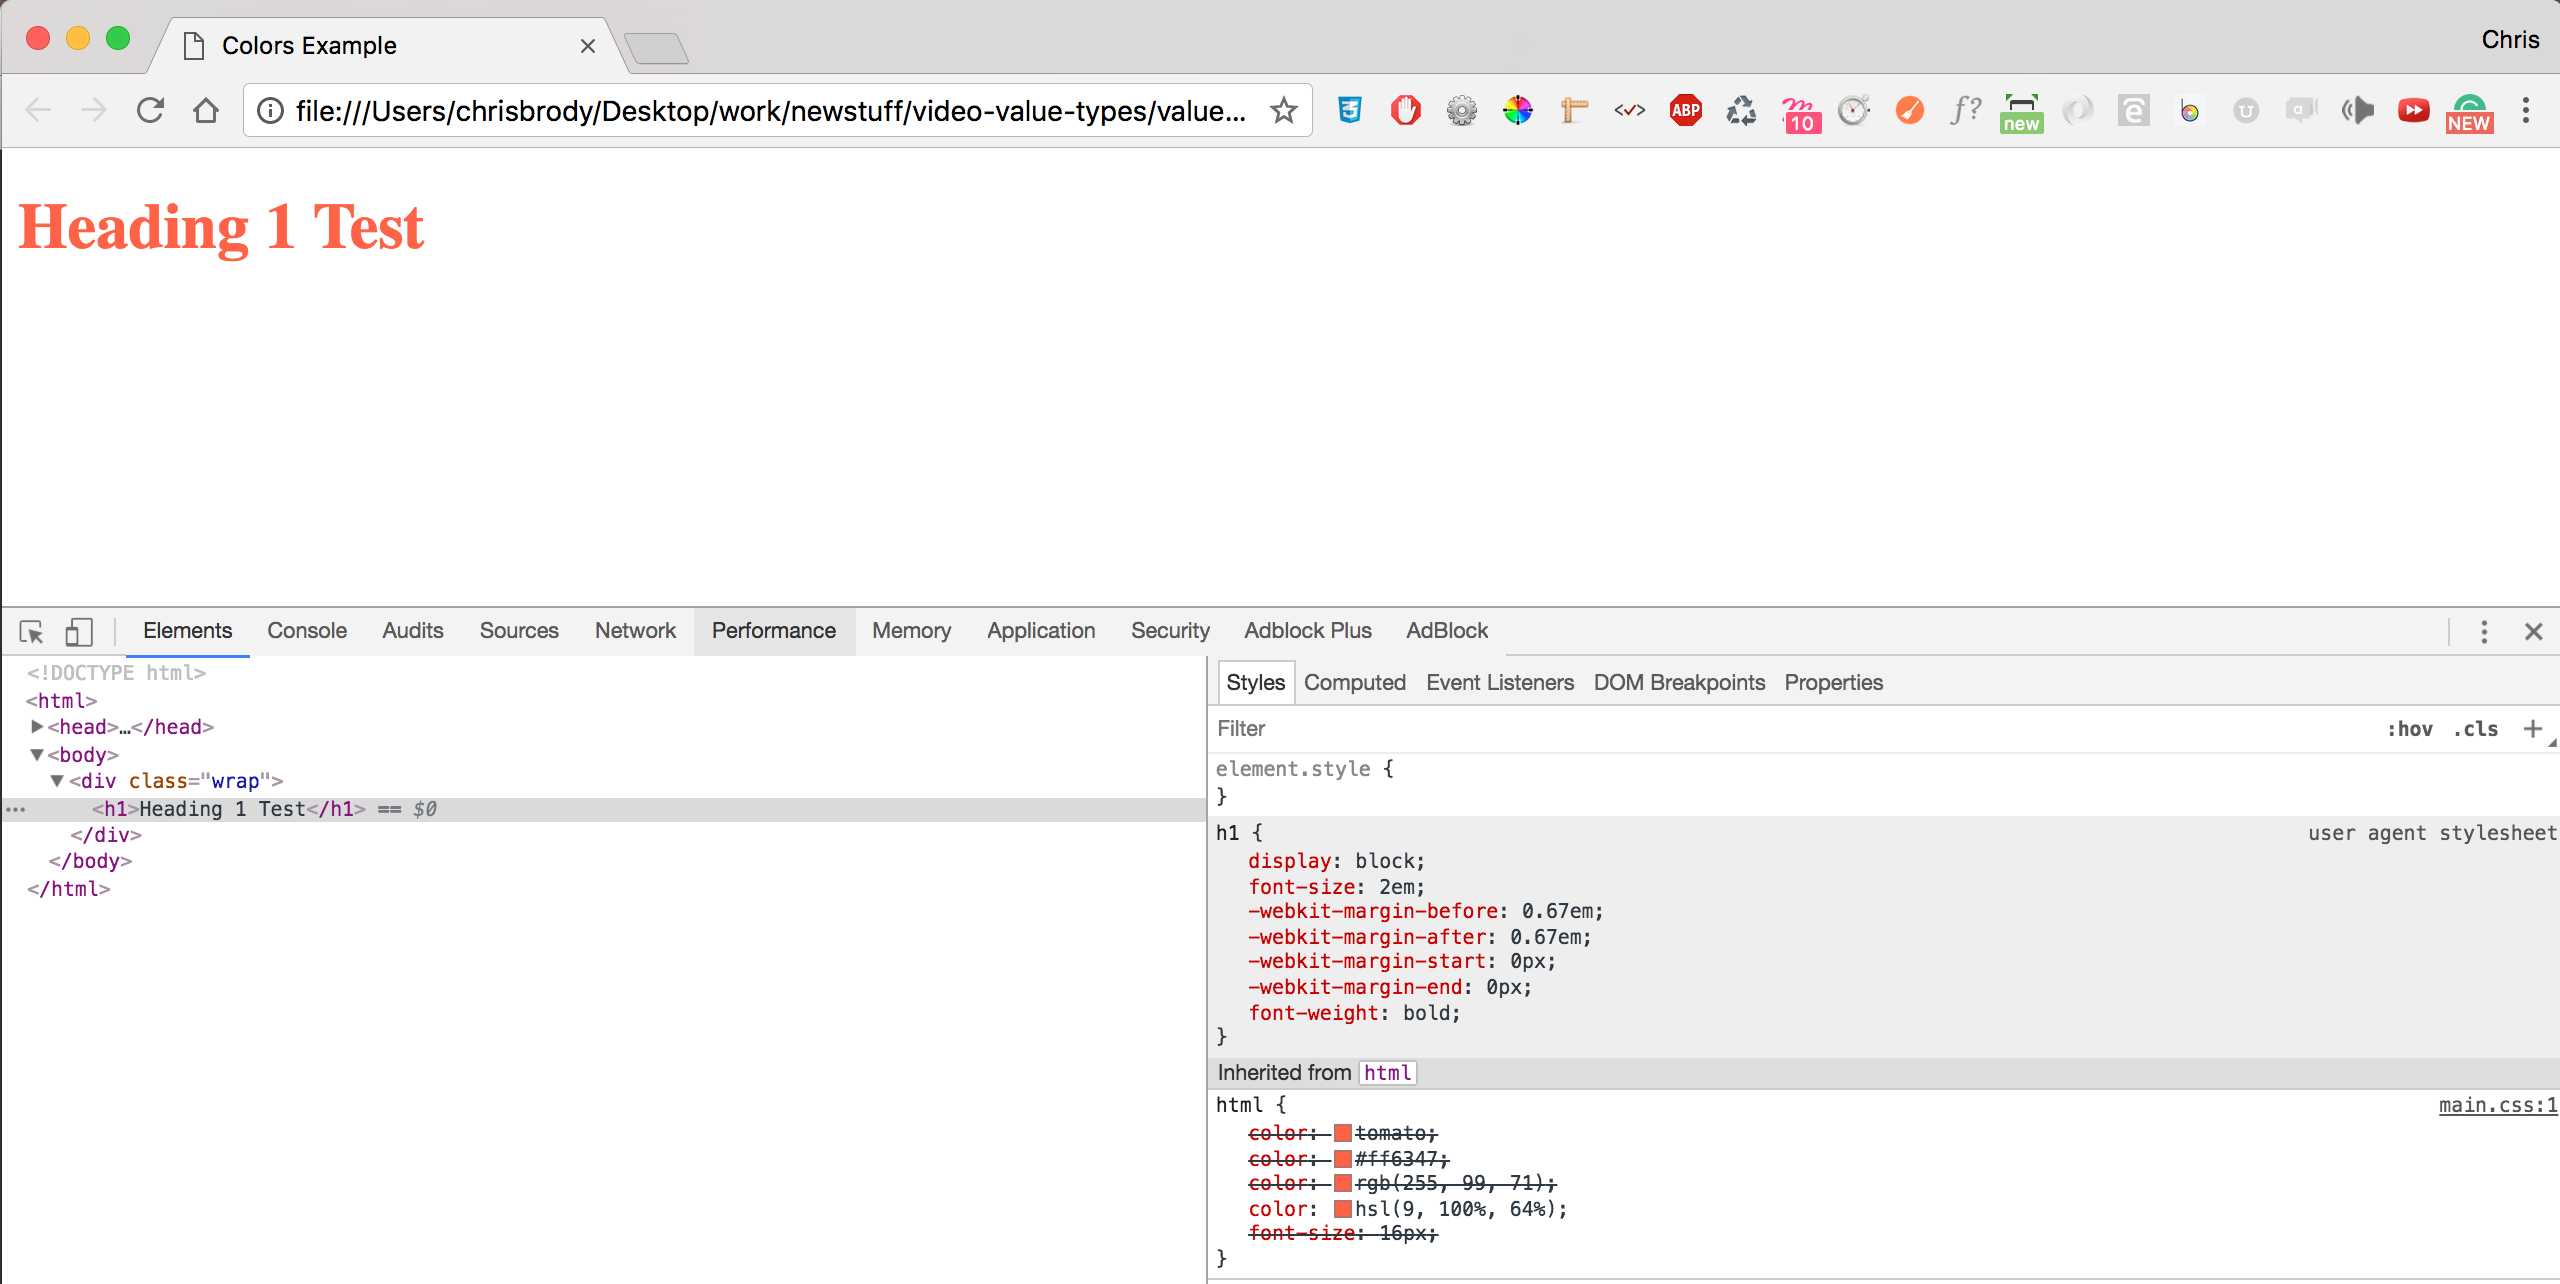 Colors Example
Chris
file:///Users/chrisbrody/Desktop/work/newstuff/video-value-types/value...
ABP
10
f?
new
NEW
Heading 1 Test
Elements Console Audits Sources Network Performance Memory Application Security Adblock Plus AdBlock
<!DOCTYPE html>
<html>
<head>…</head>
<body>
<div class="wrap">
<h1>Heading 1 Test</h1> == $0
</div>
</body>
</html>
Styles Computed Event Listeners DOM Breakpoints Properties
Filter :hov .cls +
element.style {
}
h1 { user agent stylesheet
display: block;
font-size: 2em;
-webkit-margin-before: 0.67em;
-webkit-margin-after: 0.67em;
-webkit-margin-start: 0px;
-webkit-margin-end: 0px;
font-weight: bold;
}
Inherited from html
html { main.css:1
color: tomato;
color: #ff6347;
color: rgb(255, 99, 71);
color: hsl(9, 100%, 64%);
font-size: 16px;
}